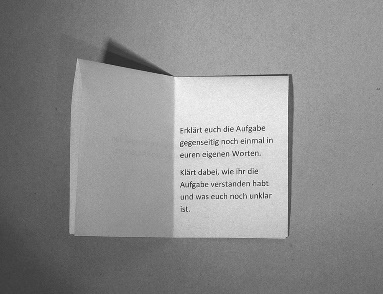 Erklärt euch die Aufgabe
gegenseitig noch einmal in
euren eigenen Worten.
Klärt dabei, wie ihr die
Aufgabe verstanden habt
und was euch noch unklar
ist.